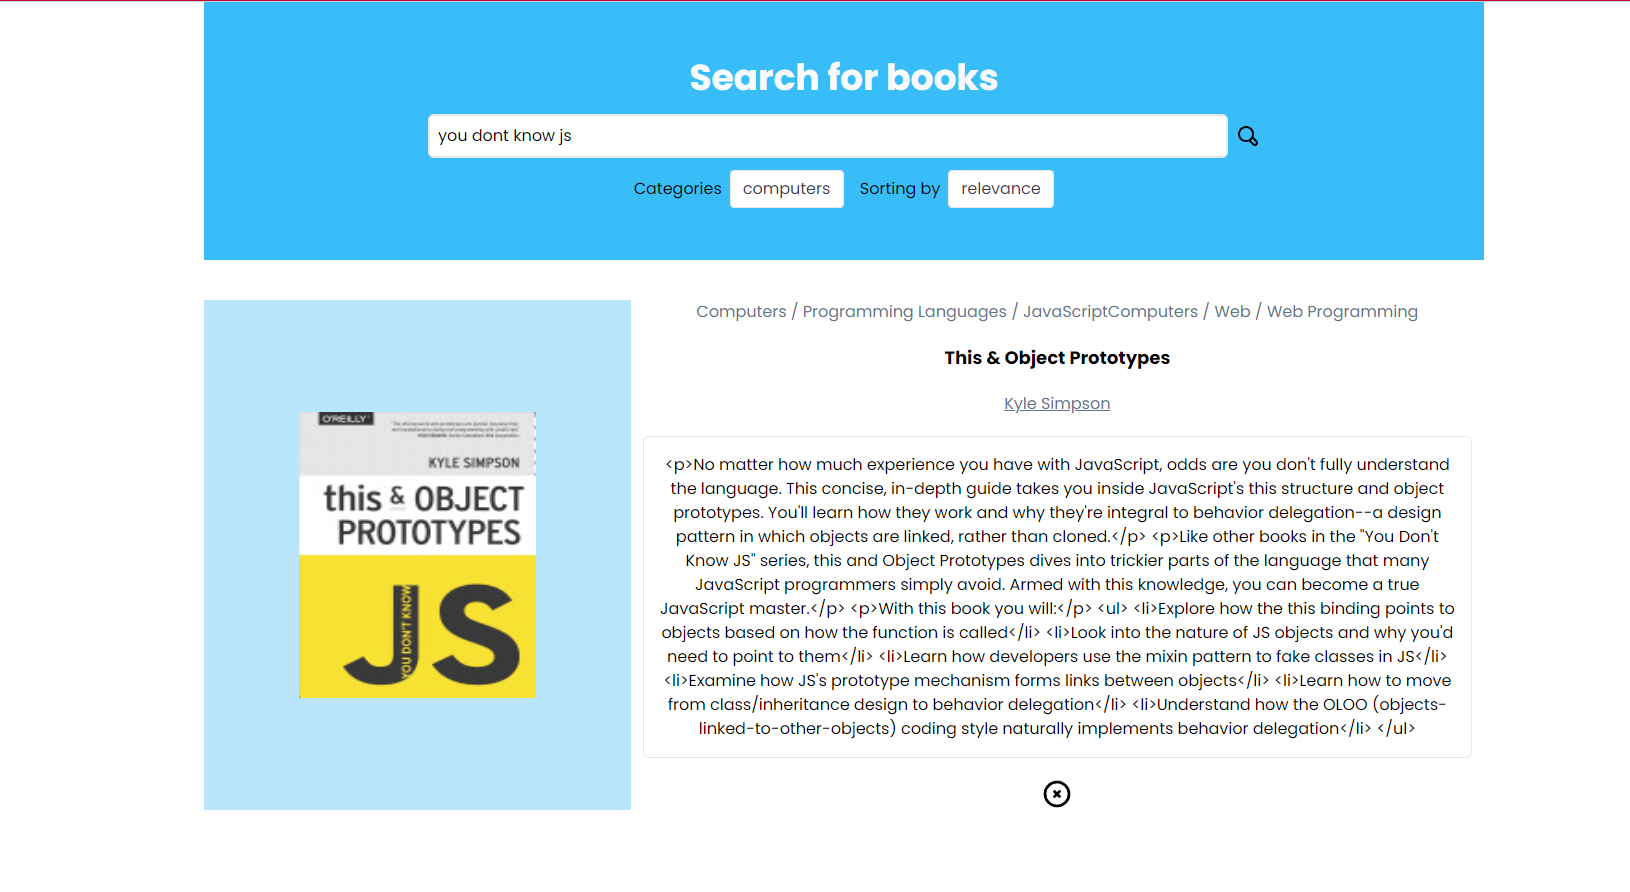 Search for books
you dont know js
Categories computers Sorting by relevance
Computers / Programming Languages / JavaScriptComputers / Web / Web Programming
This & Object Prototypes
Kyle Simpson
<p>No matter how much experience you have with JavaScript, odds are you don't fully understand
the language. This concise, in-depth guide takes you inside JavaScript's this structure and object
prototypes. You'll learn how they work and why they're integral to behavior delegation--a design
pattern in which objects are linked, rather than cloned.</p> <p>Like other books in the "You Don't
Know JS" series, this and Object Prototypes dives into trickier parts of the language that many
JavaScript programmers simply avoid. Armed with this knowledge, you can become a true
JavaScript master.</p> <p>With this book you will:</p> <ul> <li>Explore how the this binding points to
objects based on how the function is called</li> <li>Look into the nature of JS objects and why you'd
need to point to them</li> <li>Learn how developers use the mixin pattern to fake classes in JS</li>
<li>Examine how JS's prototype mechanism forms links between objects</li> <li>Learn how to move
from class/inheritance design to behavior delegation</li> <li>Understand how the OLOO (objects-
linked-to-other-objects) coding style naturally implements behavior delegation</li> </ul>
O'REILLY
KYLE SIMPSON
this & OBJECT
PROTOTYPES
YOU DON'T KNOW
JS